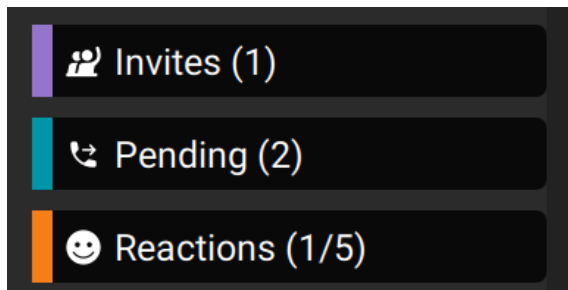 Invites (1)
Pending (2)
Reactions (1/5)